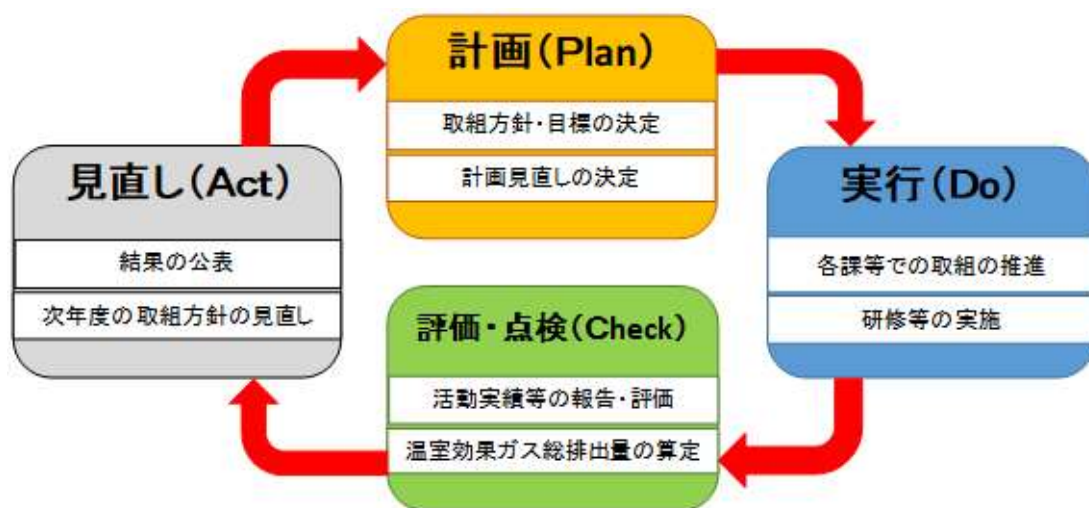 計画(Plan)
取組方針・目標の決定
計画見直しの決定
実行(Do)
各課等での取組の推進
研修等の実施
評価・点検(Check)
活動実績等の報告・評価
温室効果ガス総排出量の算定
見直し(Act)
結果の公表
次年度の取組方針の見直し